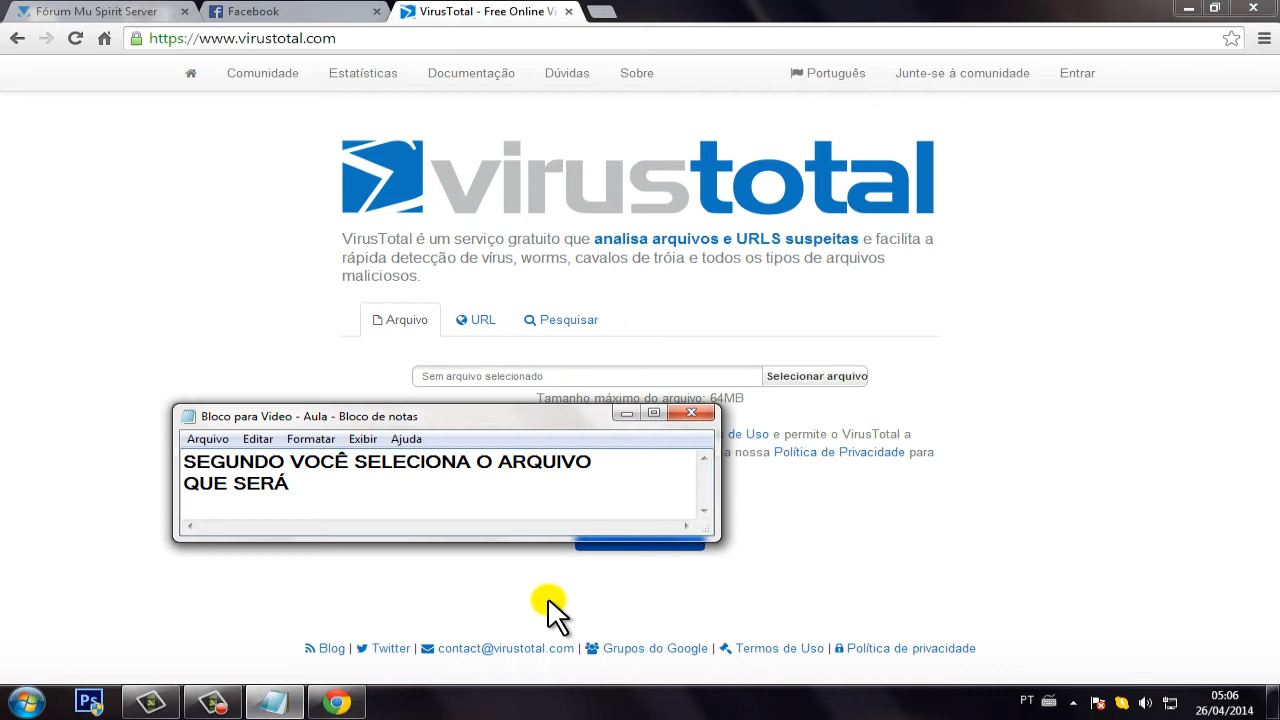 Fórum Mu Spirit Server
Facebook
VirusTotal - Free Online Vi
https://www.virustotal.com
Comunidade Estatísticas Documentação Dúvidas Sobre Português Junte-se à comunidade Entrar
virustotal
VirusTotal é um serviço gratuito que analisa arquivos e URLS suspeitas e facilita a
rápida detecção de vírus, worms, cavalos de tróia e todos os tipos de arquivos
maliciosos.
Arquivo URL Pesquisar
Sem arquivo selecionado Selecionar arquivo
Tamanho máximo do arquivo: 64MB
Bloco para Video - Aula - Bloco de notas
Arquivo Editar Formatar Exibir Ajuda
SEGUNDO VOCÊ SELECIONA O ARQUIVO
QUE SERÁ
de Uso e permite o VirusTotal a
a nossa Política de Privacidade para
Blog | Twitter | contact@virustotal.com | Grupos do Google | Termos de Uso | Política de privacidade
Ps
PT
05:06
26/04/2014